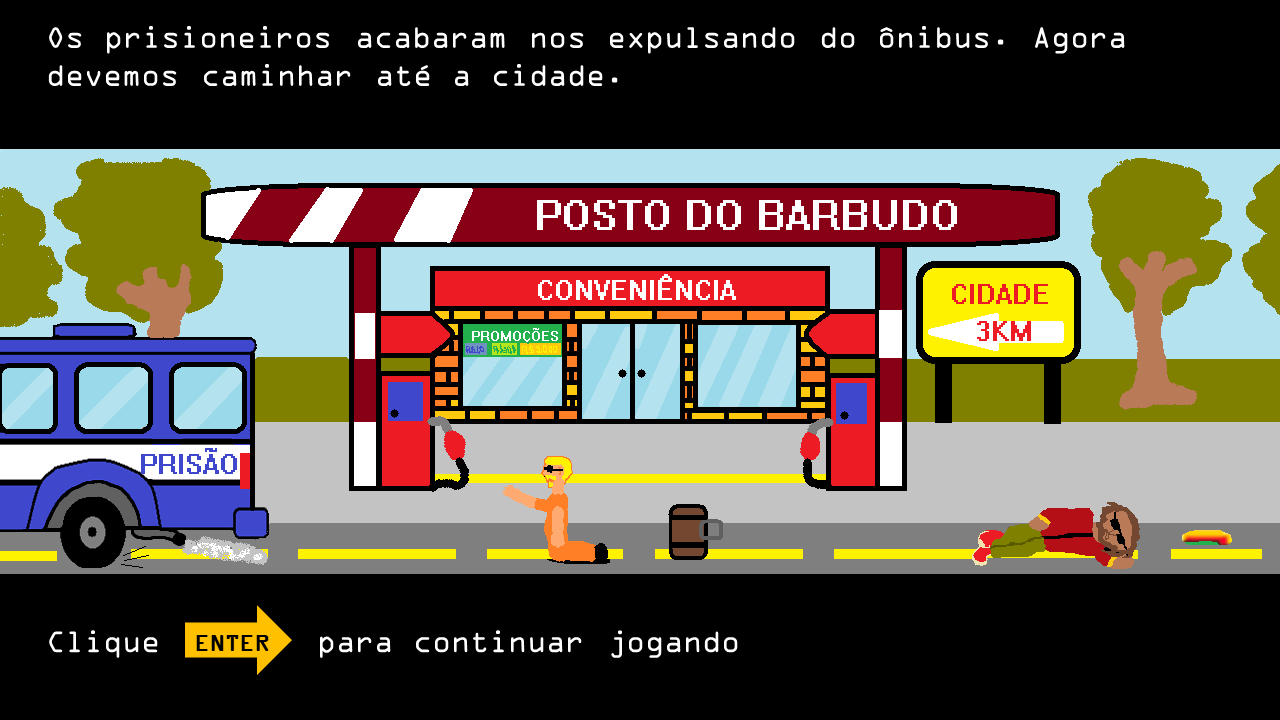 Os prisioneiros acabaram nos expulsando do ônibus. Agora
devemos caminhar até a cidade.
POSTO DO BARBUDO
CONVENIÊNCIA
CIDADE
3KM
PROMOÇÕES
PRISÃO
Clique ENTER para continuar jogando